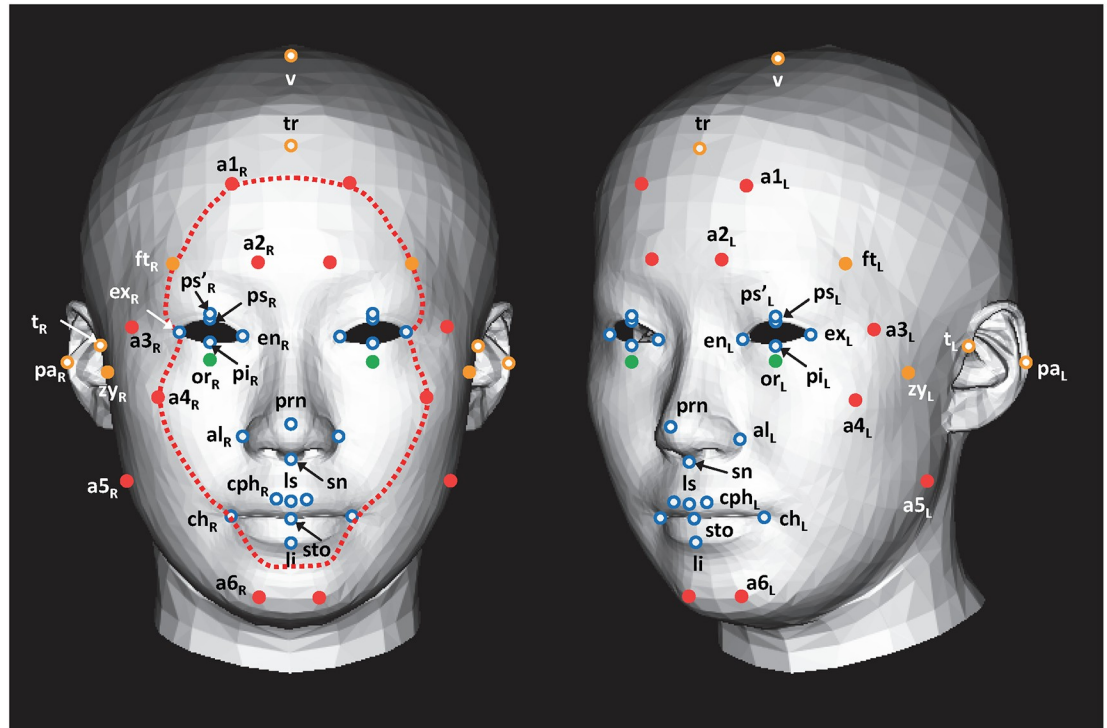 v
tr
a1R
a2R
ftR
ps’R
psR
exR
tR
a3R
enR
paR
zyR
orR
piR
a4R
prn
alR
sn
ls
a5R
cphR
chR
sto
li
a6R
v
tr
a1L
a2L
ftL
ps’L
psL
enL
exL
a3L
tL
orL
piL
zyL
paL
prn
a4L
alL
sn
ls
cphL
a5L
chL
sto
li
a6L